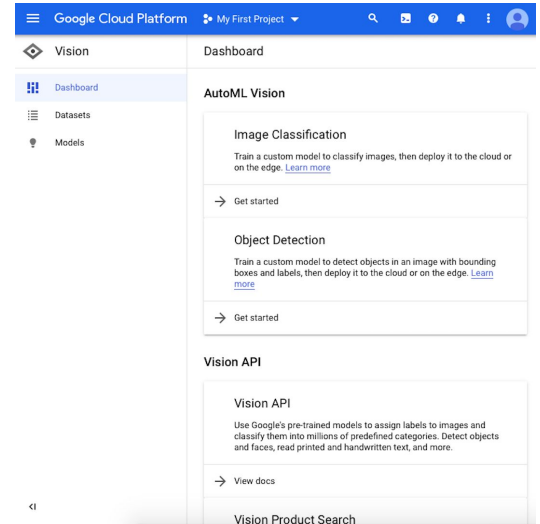 Google Cloud Platform
My First Project
Vision
Dashboard
Dashboard
Datasets
Models
AutoML Vision
Image Classification
Train a custom model to classify images, then deploy it to the cloud or
on the edge. Learn more
Get started
Object Detection
Train a custom model to detect objects in an image with bounding
boxes and labels, then deploy it to the cloud or on the edge. Learn
more
Get started
Vision API
Vision API
Use Google's pre-trained models to assign labels to images and
classify them into millions of predefined categories. Detect objects
and faces, read printed and handwritten text, and more.
View docs
Vision Product Search